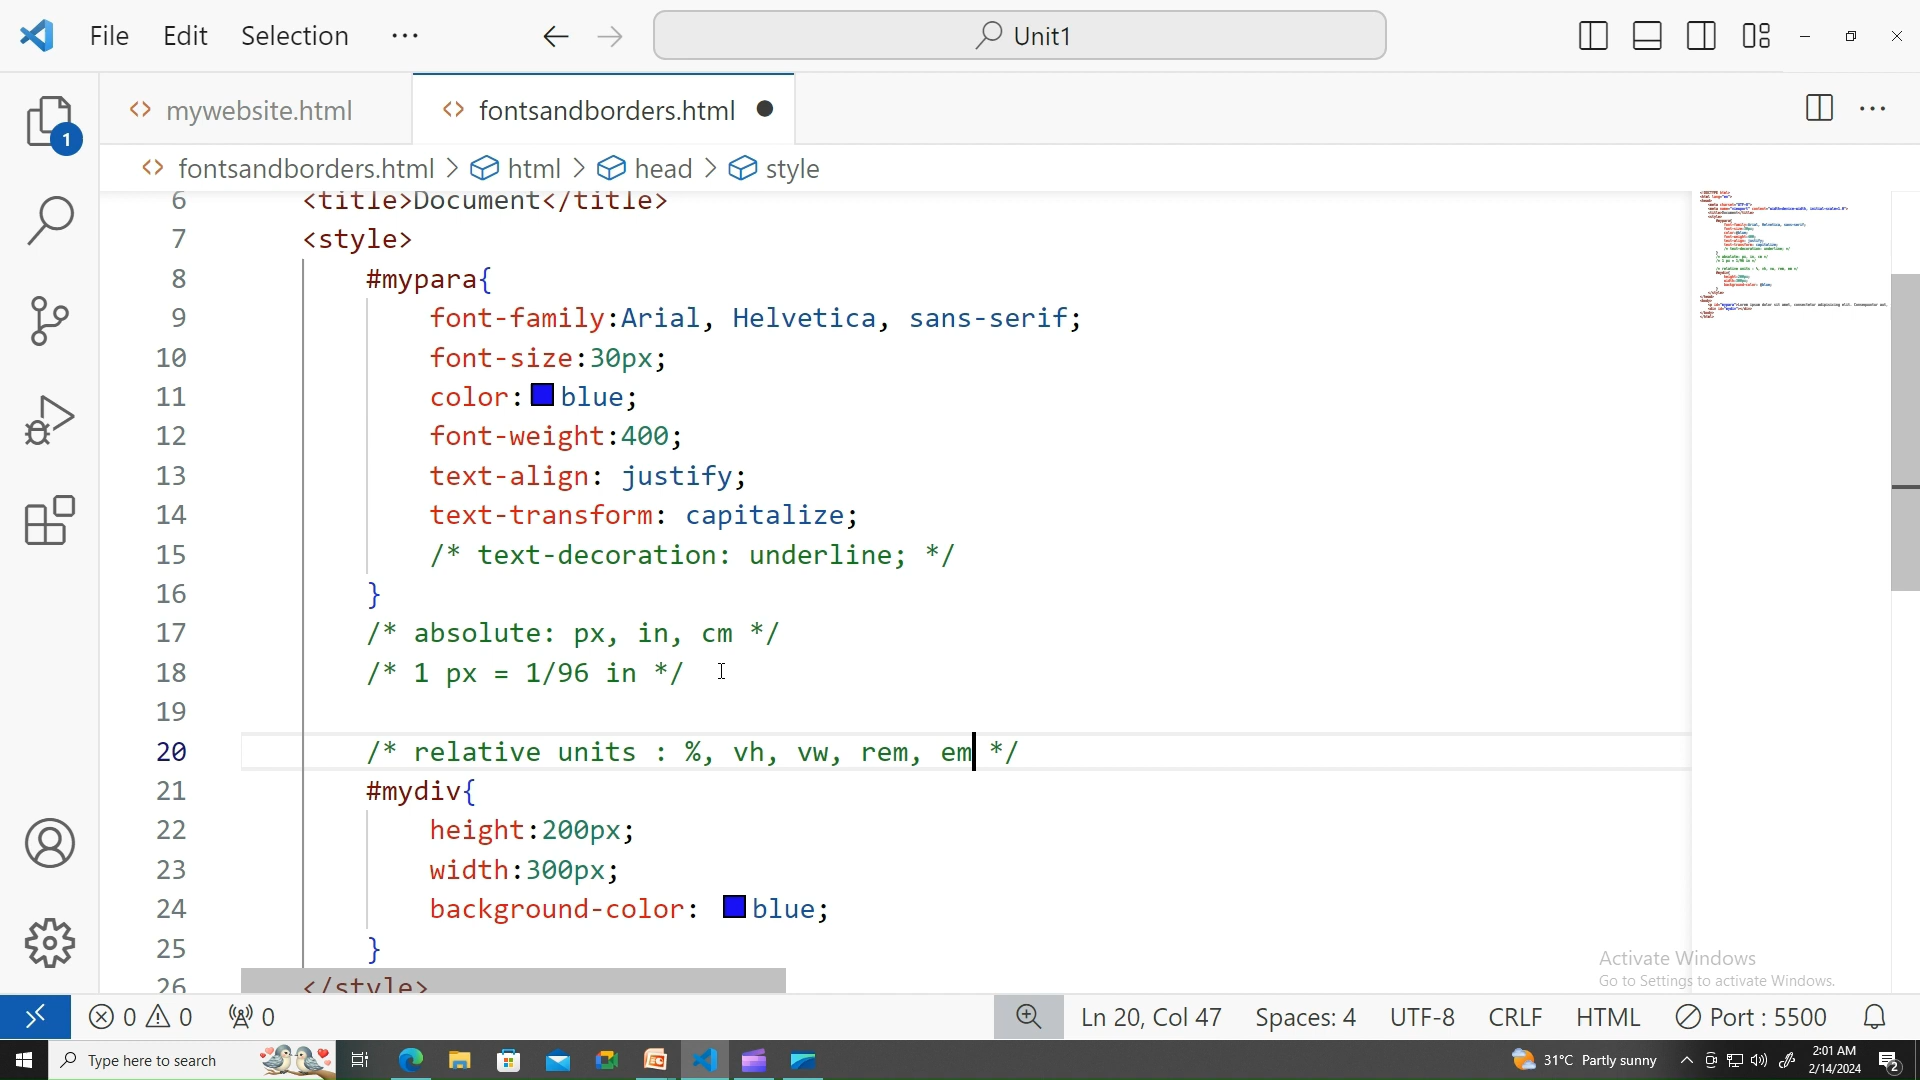 File Edit Selection ··· Unit1
mywebsite.html fontsandborders.html
fontsandborders.html > html > head > style
6 <title>Document</title>
7 <style>
8 #mypara{
9 font-family:Arial, Helvetica, sans-serif;
10 font-size:30px;
11 color:blue;
12 font-weight:400;
13 text-align: justify;
14 text-transform: capitalize;
15 /* text-decoration: underline; */
16 }
17 /* absolute: px, in, cm */
18 /* 1 px = 1/96 in */
19
20 /* relative units : %, vh, vw, rem, em */
21 #mydiv{
22 height:200px;
23 width:300px;
24 background-color: blue;
25 }
26 </style>
1
Activate Windows
Go to Settings to activate Windows.
0 0 0 Ln 20, Col 47 Spaces: 4 UTF-8 CRLF HTML Port : 5500
Type here to search 31°C Partly sunny 2:01 AM
2/14/2024 2